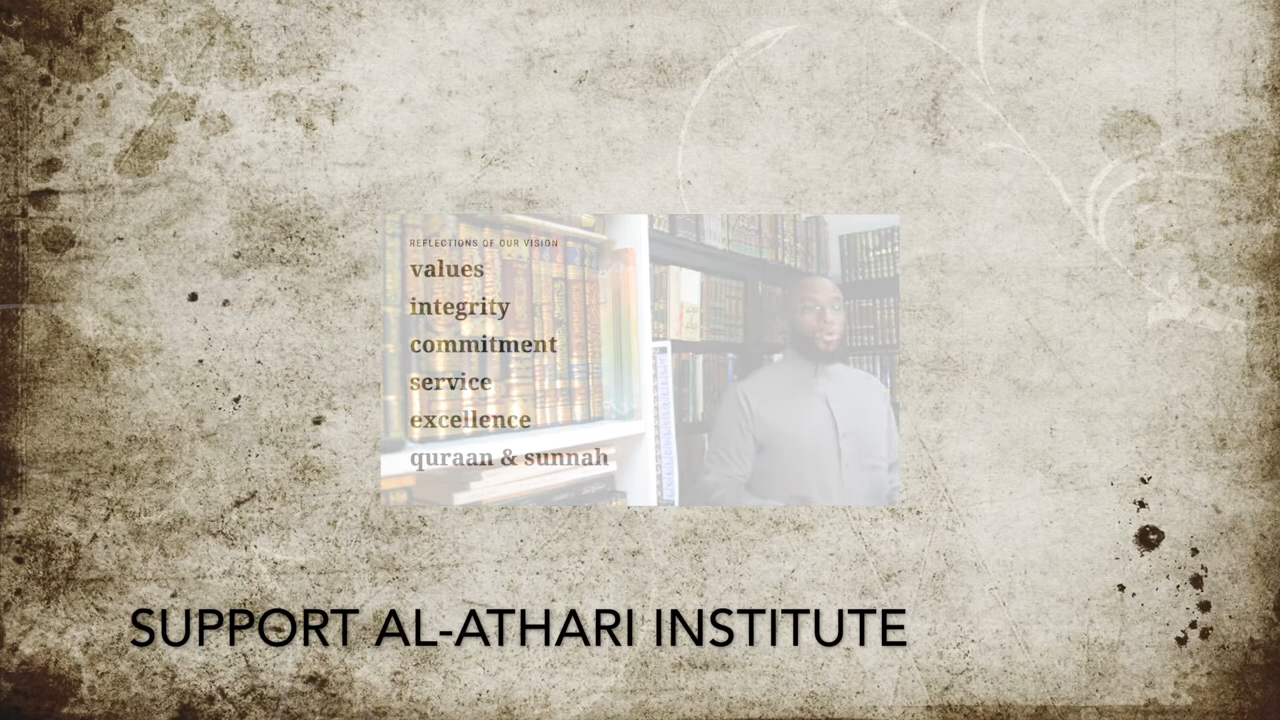 REFLECTIONS OF OUR VISION
values
integrity
commitment
service
excellence
quraan & sunnah
SUPPORT AL-ATHARI INSTITUTE